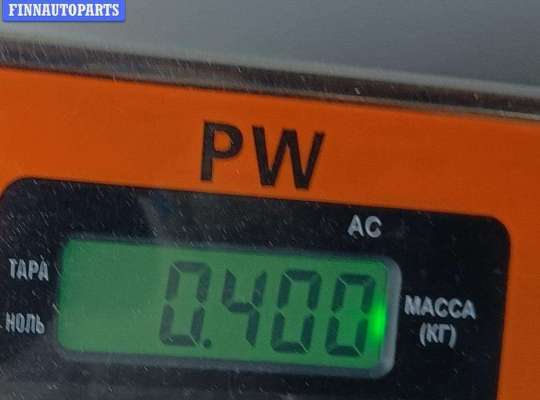 FINNAUTOPARTS
PW
AC
ТАРА
НОЛЬ
0.400
МАССА
(КГ)